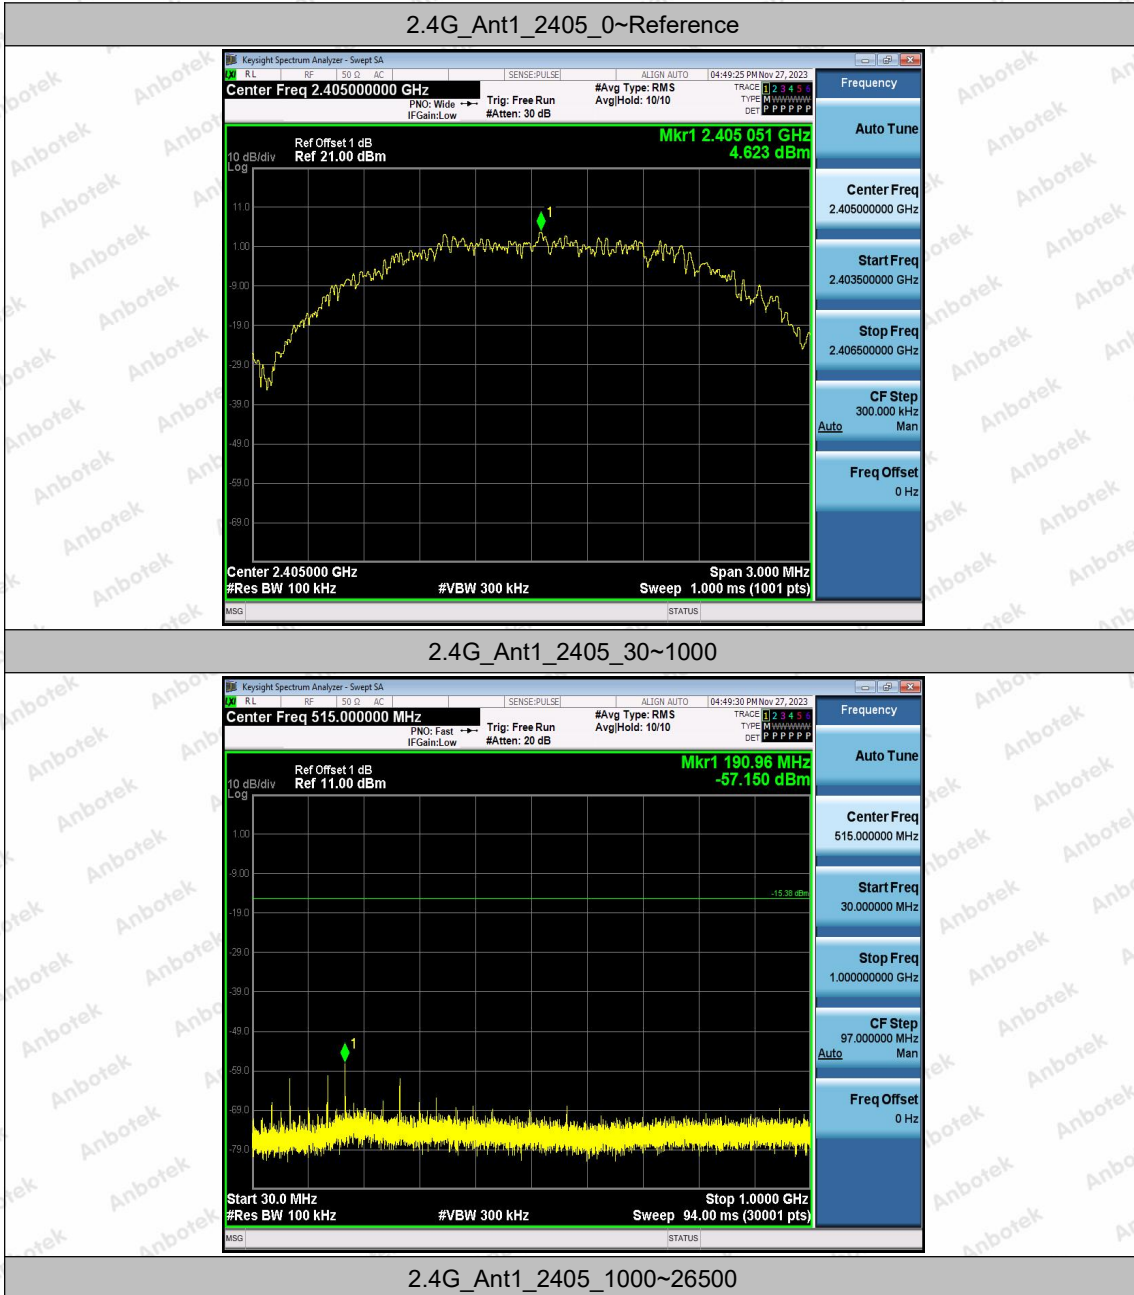 2.4G_Ant1_2405_0~Reference
Keysight Spectrum Analyzer - Swept SA
LXI RL RF 50 Ω AC SENSE:PULSE ALIGN AUTO 04:49:25 PM Nov 27, 2023
Center Freq 2.405000000 GHz
PNO: Wide
IFGain:Low
Trig: Free Run
#Atten: 30 dB
#Avg Type: RMS
Avg|Hold: 10/10
TRACE 1 2 3 4 5 6
TYPE M W W W W W
DET P P P P P P
Ref Offset 1 dB
10 dB/div Ref 21.00 dBm
Log
Mkr1 2.405 051 GHz
4.623 dBm
11.0
1.00
-9.00
-19.0
-29.0
-39.0
-49.0
-59.0
-69.0
1
Center 2.405000 GHz Span 3.000 MHz
#Res BW 100 kHz #VBW 300 kHz Sweep 1.000 ms (1001 pts)
MSG STATUS
Frequency
Auto Tune
Center Freq
2.405000000 GHz
Start Freq
2.403500000 GHz
Stop Freq
2.406500000 GHz
CF Step
300.000 kHz
Auto Man
Freq Offset
0 Hz
2.4G_Ant1_2405_30~1000
Keysight Spectrum Analyzer - Swept SA
LXI RL RF 50 Ω AC SENSE:PULSE ALIGN AUTO 04:49:30 PM Nov 27, 2023
Center Freq 515.000000 MHz
PNO: Fast
IFGain:Low
Trig: Free Run
#Atten: 20 dB
#Avg Type: RMS
Avg|Hold: 10/10
TRACE 1 2 3 4 5 6
TYPE M W W W W W
DET P P P P P P
Ref Offset 1 dB
10 dB/div Ref 11.00 dBm
Log
Mkr1 190.96 MHz
-57.150 dBm
1.00
-9.00
-19.0
-29.0
-39.0
-49.0
-59.0
-69.0
-79.0
-15.38 dBm
1
Start 30.0 MHz Stop 1.0000 GHz
#Res BW 100 kHz #VBW 300 kHz Sweep 94.00 ms (30001 pts)
MSG STATUS
Frequency
Auto Tune
Center Freq
515.000000 MHz
Start Freq
30.000000 MHz
Stop Freq
1.000000000 GHz
CF Step
97.000000 MHz
Auto Man
Freq Offset
0 Hz
2.4G_Ant1_2405_1000~26500
Anbotek